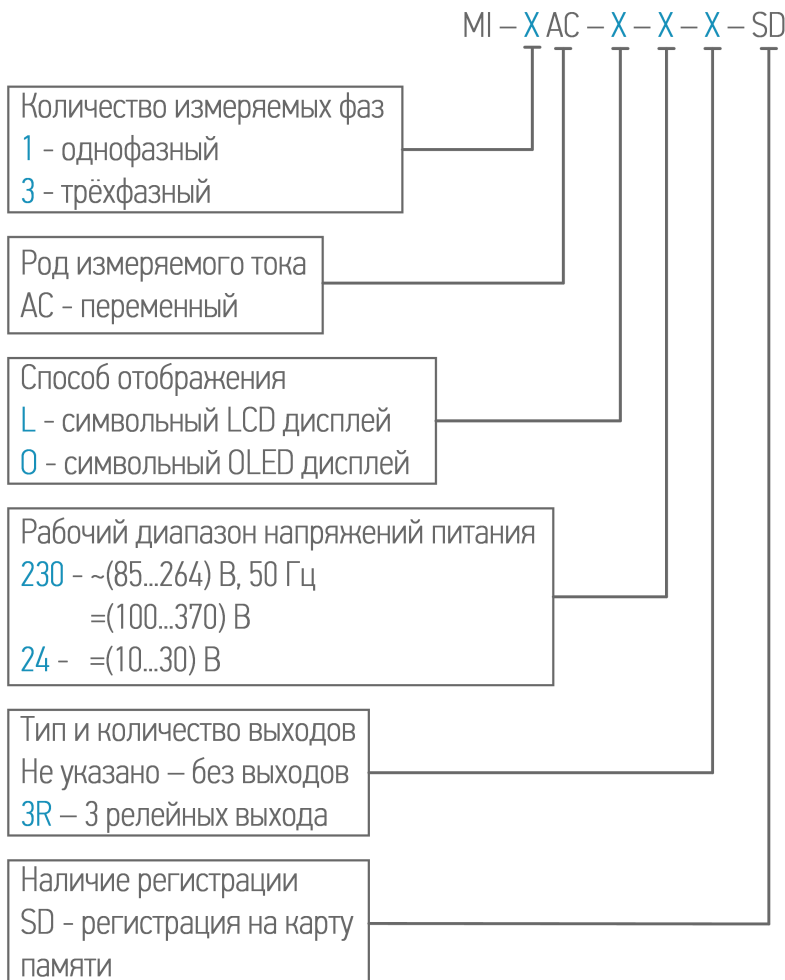 MI – X AC – X – X – X – SD
Количество измеряемых фаз
1 - однофазный
3 - трёхфазный
Род измеряемого тока
AC - переменный
Способ отображения
L - символьный LCD дисплей
O - символьный OLED дисплей
Рабочий диапазон напряжений питания
230 - ~(85...264) В, 50 Гц
=(100...370) В
24 - =(10...30) В
Тип и количество выходов
Не указано – без выходов
3R – 3 релейных выхода
Наличие регистрации
SD - регистрация на карту
памяти